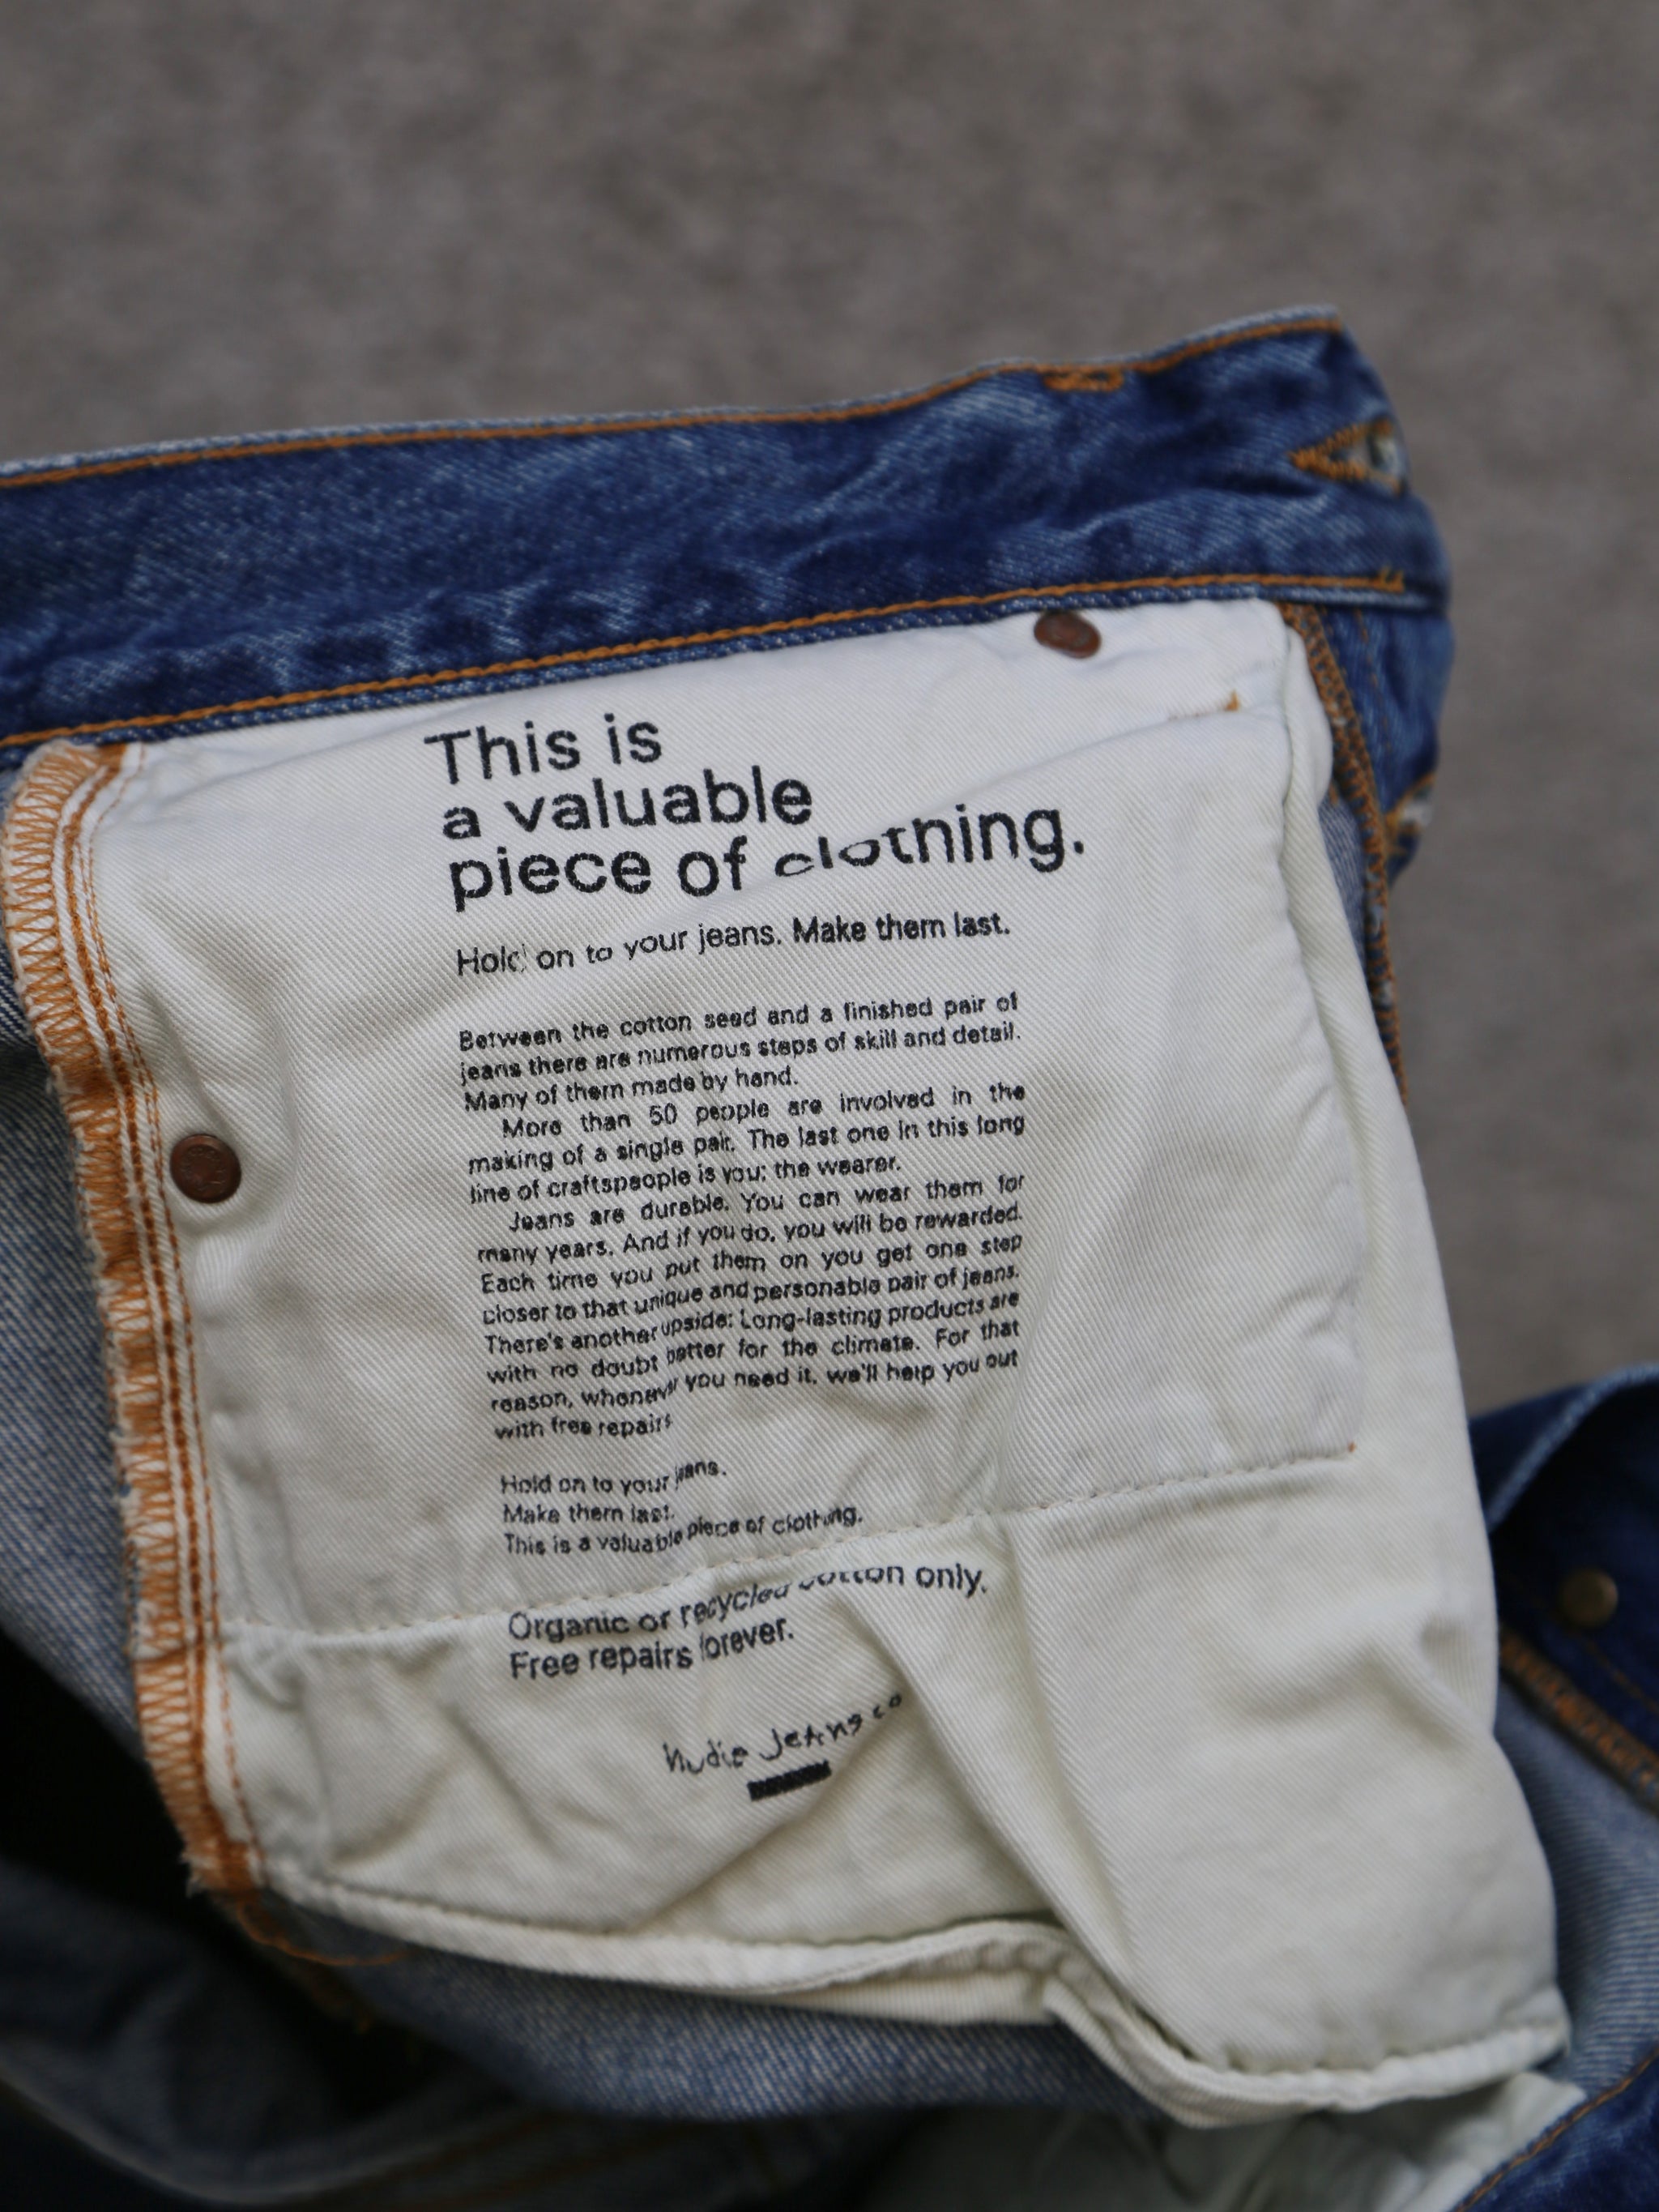 This is
a valuable
piece of clothing.
Hold on to your jeans. Make them last.
Between the cotton seed and a finished pair of
jeans there are numerous steps of skill and detail.
Many of them made by hand.
More than 50 people are involved in the
making of a single pair. The last one in this long
line of craftspeople is you; the wearer.
Jeans are durable. You can wear them for
many years. And if you do, you will be rewarded.
Each time you put them on you get one step
closer to that unique and personable pair of jeans.
There's another upside: Long-lasting products are
with no doubt better for the climate. For that
reason, whenever you need it, we'll help you out
with free repairs
Hold on to your jeans.
Make them last.
This is a valuable piece of clothing.
Organic or recycled cotton only.
Free repairs forever.
Nudie Jeans co